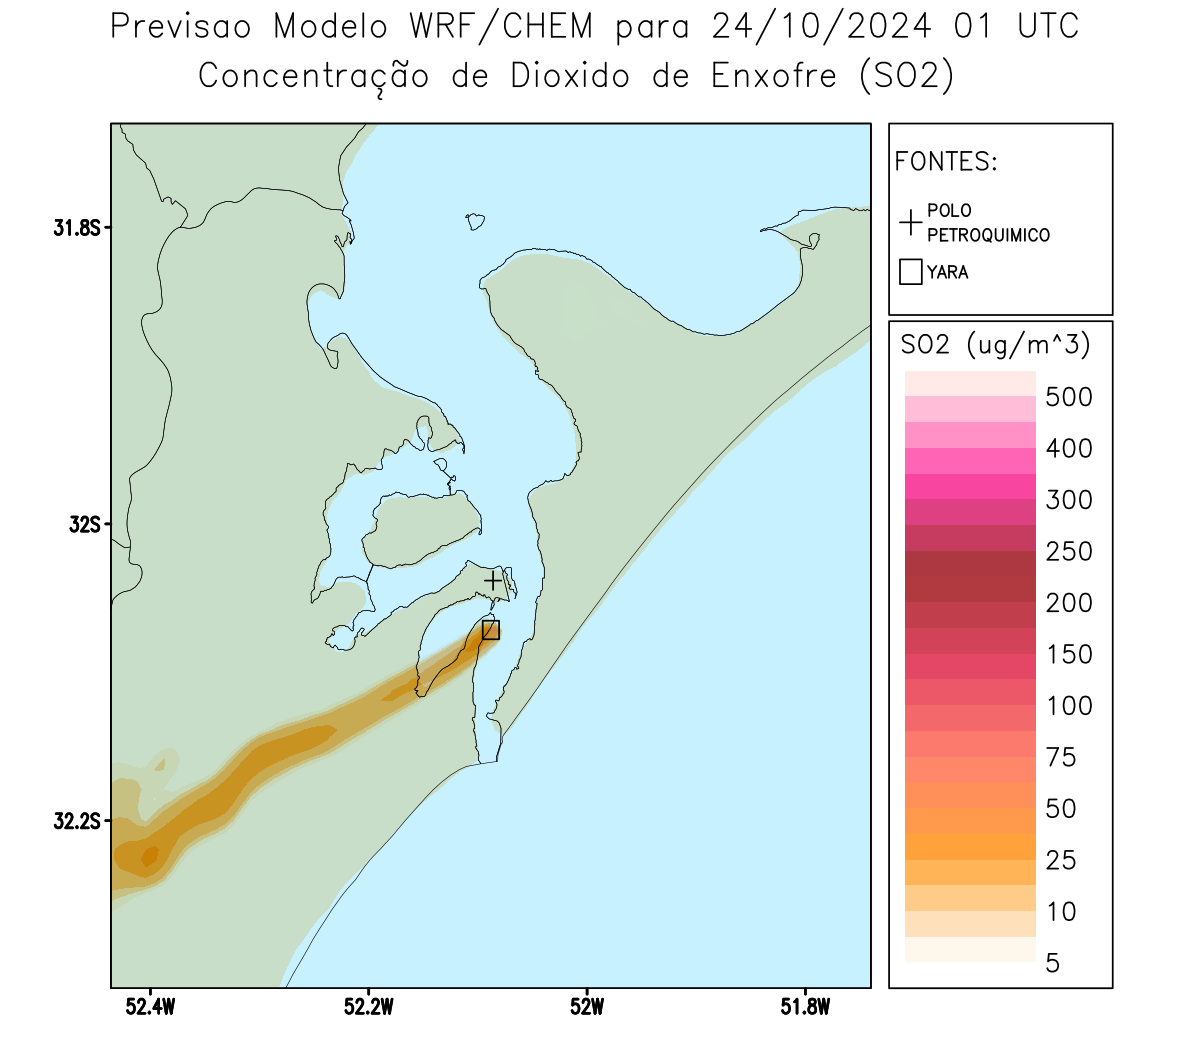 Previsao Modelo WRF/CHEM para 24/10/2024 01 UTC
Concentração de Dioxido de Enxofre (SO2)
FONTES:
POLO
PETROQUIMICO
YARA
31.8S
32S
32.2S
52.4W
52.2W
52W
51.8W
SO2 (ug/m^3)
500
400
300
250
200
150
100
75
50
25
10
5